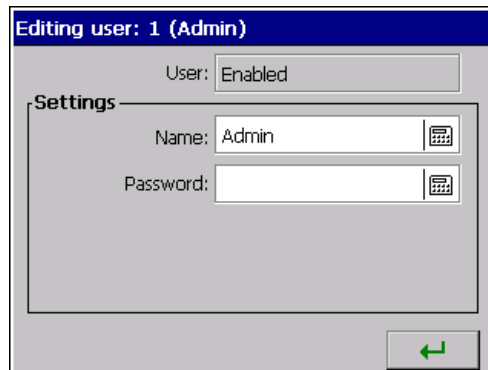 Editing user: 1 (Admin)
User: Enabled
Settings
Name: Admin
Password: